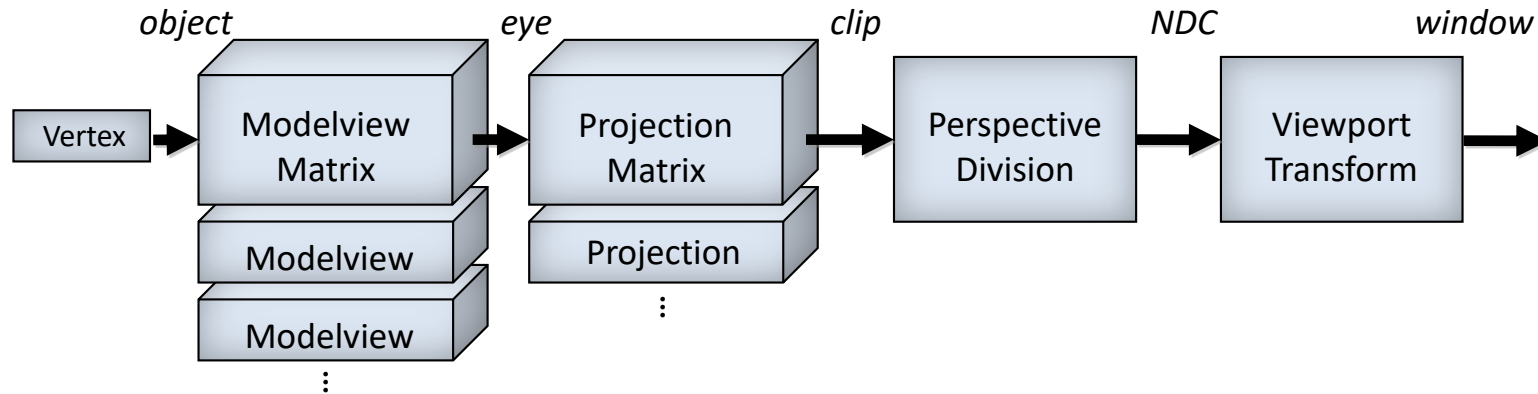 object eye clip NDC window
Vertex
Modelview
Matrix
Projection
Matrix
Perspective
Division
Viewport
Transform
Modelview
Projection
Modelview